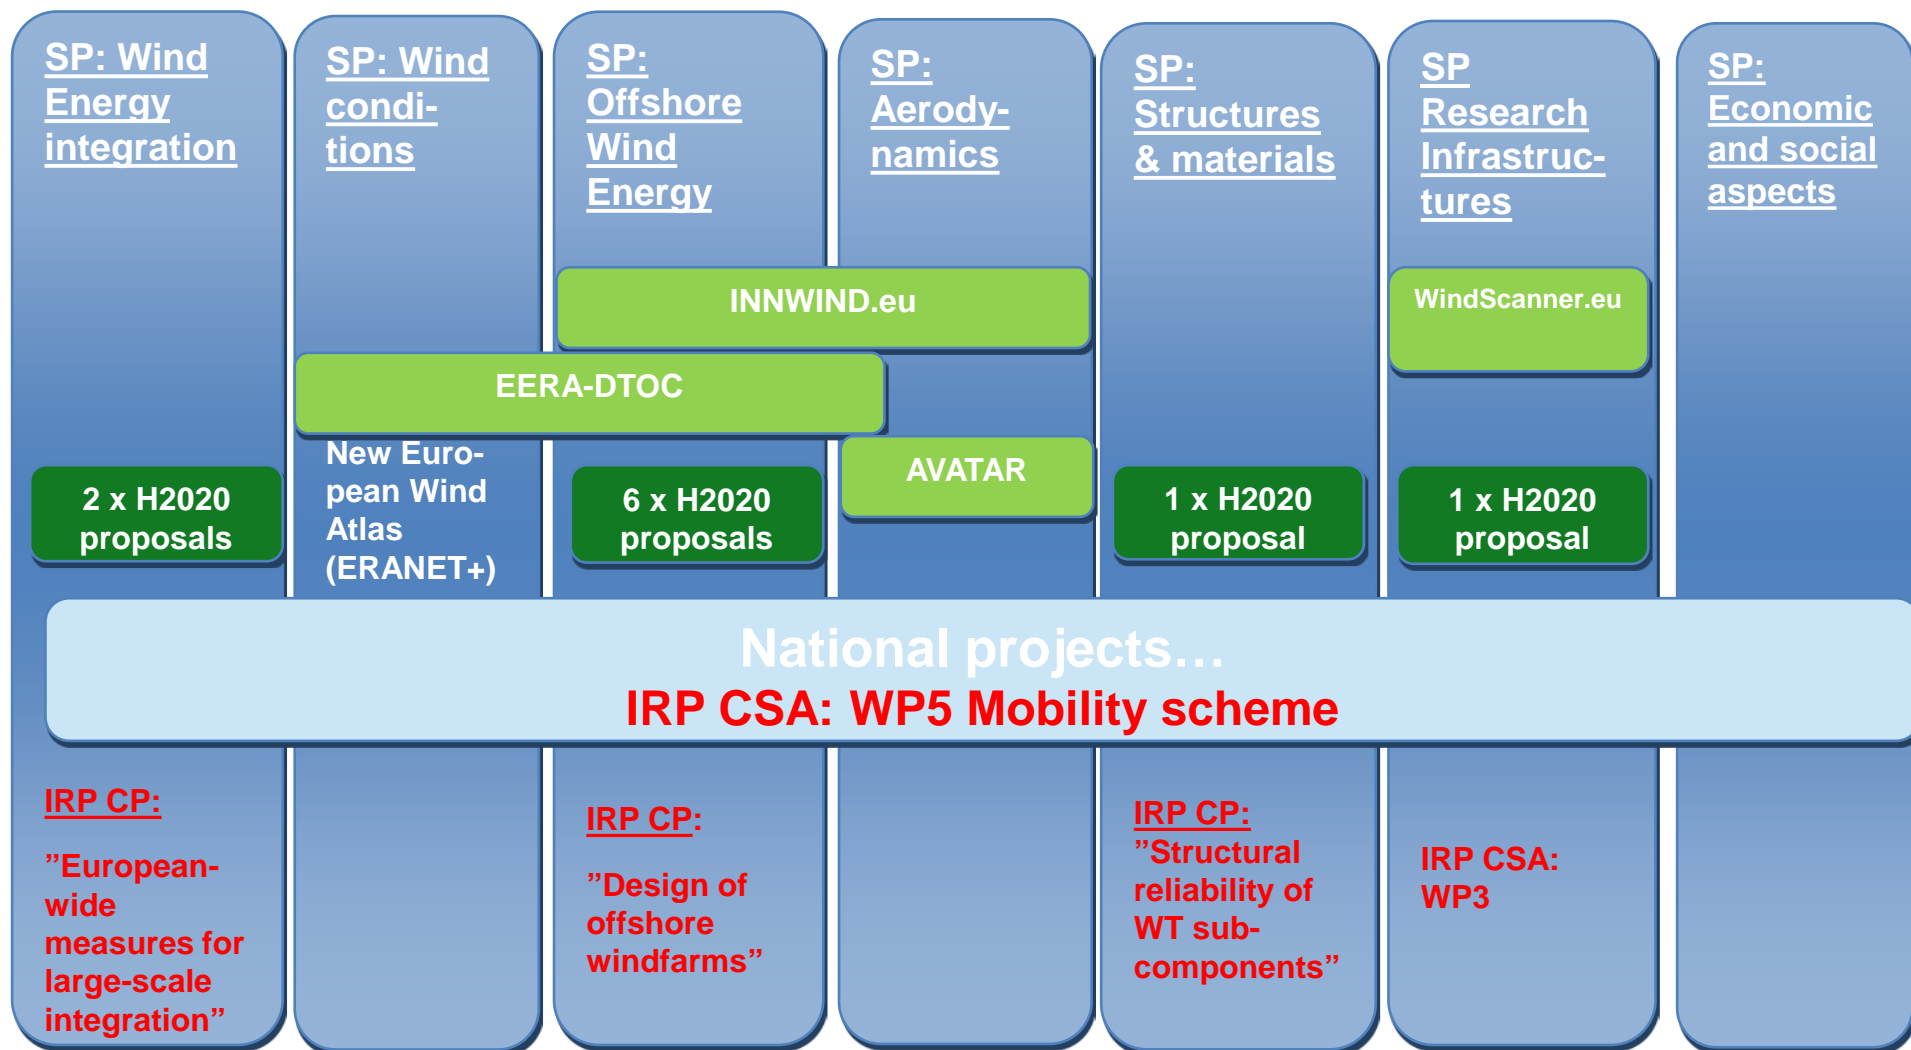 SP: Wind
Energy
integration
SP: Wind
condi-
tions
SP:
Offshore
Wind
Energy
SP:
Aerody-
namics
SP:
Structures
& materials
SP
Research
Infrastruc-
tures
SP:
Economic
and social
aspects
INNWIND.eu
WindScanner.eu
EERA-DTOC
AVATAR
2 x H2020
proposals
New Euro-
pean Wind
Atlas
(ERANET+)
6 x H2020
proposals
1 x H2020
proposal
1 x H2020
proposal
National projects…
IRP CSA: WP5 Mobility scheme
IRP CP:
”European-
wide
measures for
large-scale
integration”
IRP CP:
”Design of
offshore
windfarms”
IRP CP:
”Structural
reliability of
WT sub-
components”
IRP CSA:
WP3